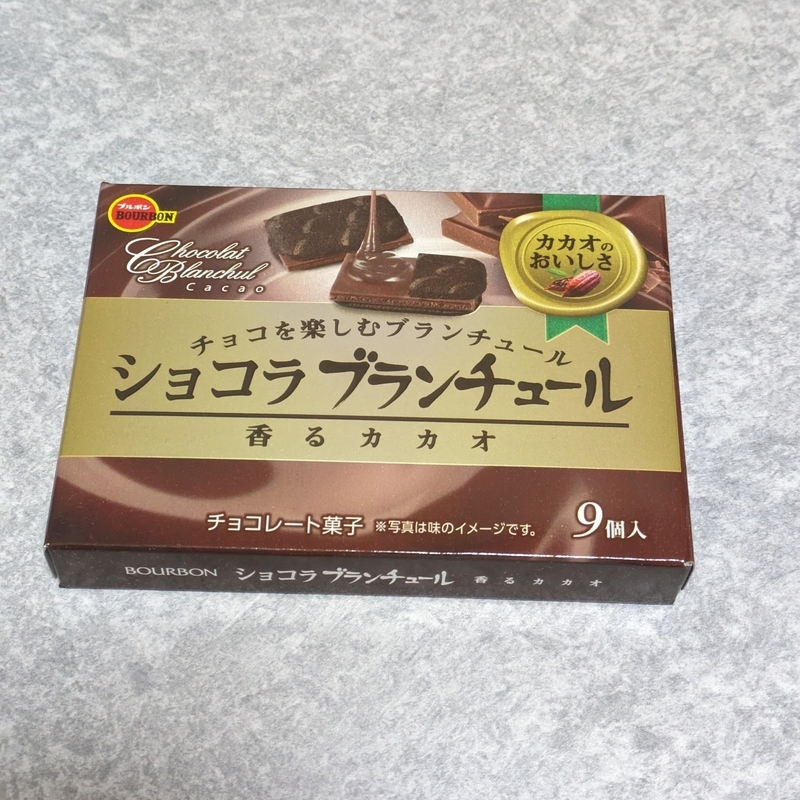 ブルボン
BOURBON
Chocolat
Blanchul
Cacao
カカオの
おいしさ
チョコを楽しむブランチュール
ショコラ ブランチュール
香るカカオ
チョコレート菓子 ※写真は味のイメージです。 9個入
BOURBON ショコラ ブランチュール 香るカカオ